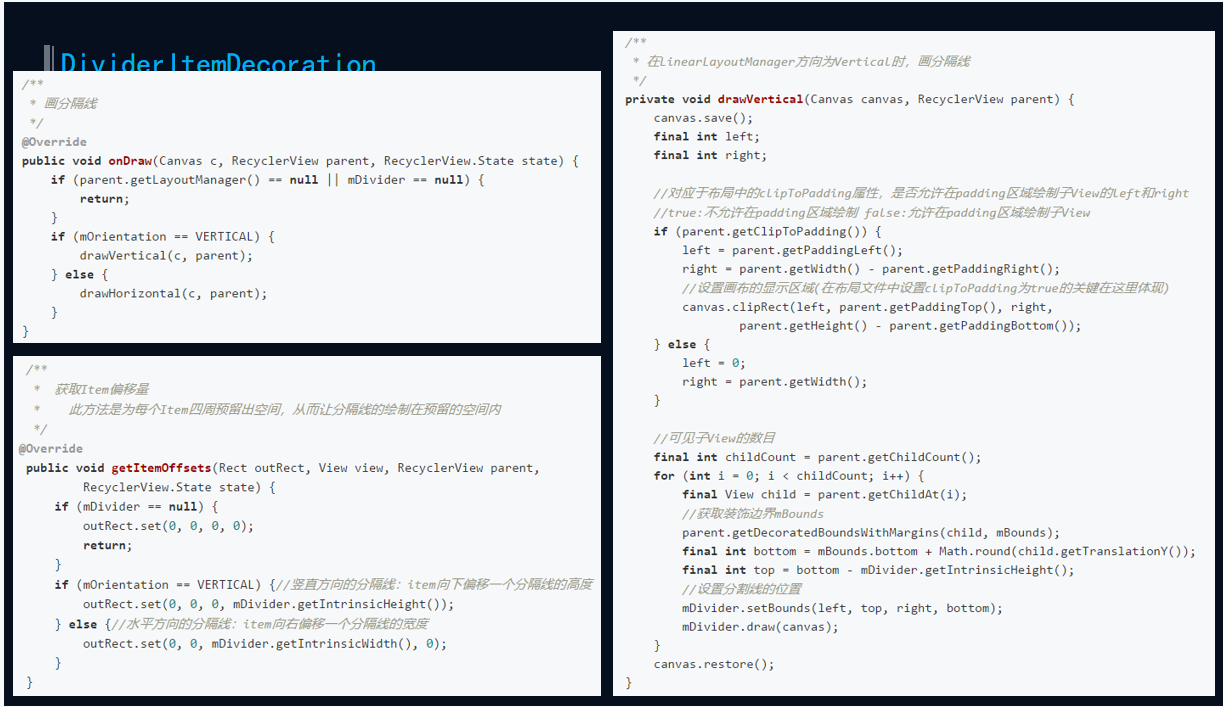 DividerItemDecoration
/**
 * 画分隔线
 */
@Override
public void onDraw(Canvas c, RecyclerView parent, RecyclerView.State state) {
    if (parent.getLayoutManager() == null || mDivider == null) {
        return;
    }
    if (mOrientation == VERTICAL) {
        drawVertical(c, parent);
    } else {
        drawHorizontal(c, parent);
    }
}
/**
 *  获取Item偏移量
 *    此方法是为每个Item四周预留出空间，从而让分隔线的绘制在预留的空间内
 */
@Override
public void getItemOffsets(Rect outRect, View view, RecyclerView parent,
        RecyclerView.State state) {
    if (mDivider == null) {
        outRect.set(0, 0, 0, 0);
        return;
    }
    if (mOrientation == VERTICAL) {//竖直方向的分隔线：item向下偏移一个分隔线的高度
        outRect.set(0, 0, 0, mDivider.getIntrinsicHeight());
    } else {//水平方向的分隔线：item向右偏移一个分隔线的宽度
        outRect.set(0, 0, mDivider.getIntrinsicWidth(), 0);
    }
}
/**
 * 在LinearLayoutManager方向为Vertical时，画分隔线
 */
private void drawVertical(Canvas canvas, RecyclerView parent) {
    canvas.save();
    final int left;
    final int right;
    //对应于布局中的clipToPadding属性，是否允许在padding区域绘制子View的left和right
    //true:不允许在padding区域绘制 false:允许在padding区域绘制子View
    if (parent.getClipToPadding()) {
        left = parent.getPaddingLeft();
        right = parent.getWidth() - parent.getPaddingRight();
        //设置画布的显示区域(在布局文件中设置clipToPadding为true的关键在这里体现)
        canvas.clipRect(left, parent.getPaddingTop(), right,
                parent.getHeight() - parent.getPaddingBottom());
    } else {
        left = 0;
        right = parent.getWidth();
    }
    //可见子View的数目
    final int childCount = parent.getChildCount();
    for (int i = 0; i < childCount; i++) {
        final View child = parent.getChildAt(i);
        //获取装饰边界mBounds
        parent.getDecoratedBoundsWithMargins(child, mBounds);
        final int bottom = mBounds.bottom + Math.round(child.getTranslationY());
        final int top = bottom - mDivider.getIntrinsicHeight();
        //设置分割线的位置
        mDivider.setBounds(left, top, right, bottom);
        mDivider.draw(canvas);
    }
    canvas.restore();
}